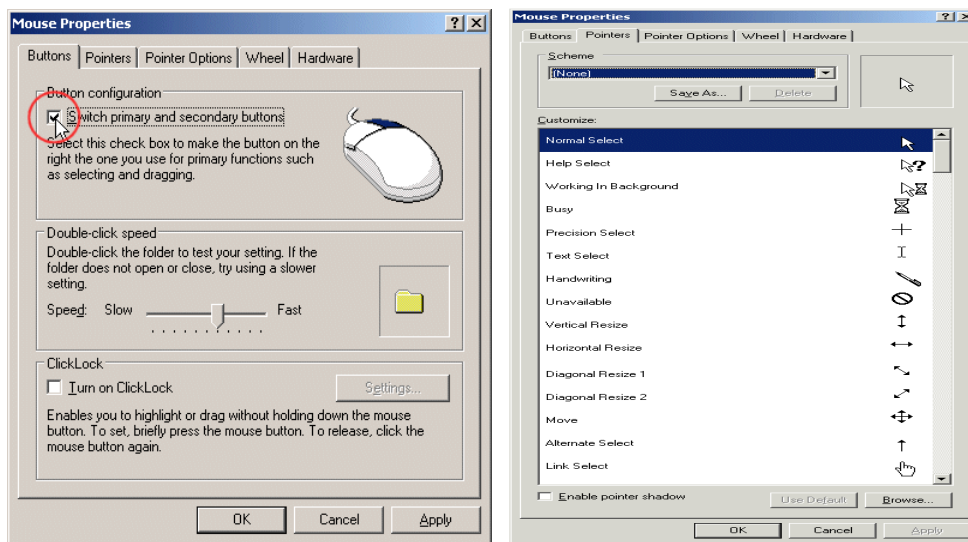 Mouse Properties
Buttons
Pointers
Pointer Options
Wheel
Hardware
Button configuration
Switch primary and secondary buttons
Select this check box to make the button on the
right the one you use for primary functions such
as selecting and dragging.
Double-click speed
Double-click the folder to test your setting. If the
folder does not open or close, try using a slower
setting.
Speed: Slow Fast
ClickLock
Turn on ClickLock
Settings...
Enables you to highlight or drag without holding down the mouse
button. To set, briefly press the mouse button. To release, click the
mouse button again.
OK Cancel Apply
Mouse Properties
Buttons Pointers Pointer Options Wheel Hardware
Scheme
(None)
Save As... Delete
Customize:
Normal Select
Help Select
Working In Background
Busy
Precision Select
Text Select
Handwriting
Unavailable
Vertical Resize
Horizontal Resize
Diagonal Resize 1
Diagonal Resize 2
Move
Alternate Select
Link Select
Enable pointer shadow
Use Default Browse...
OK Cancel Apply